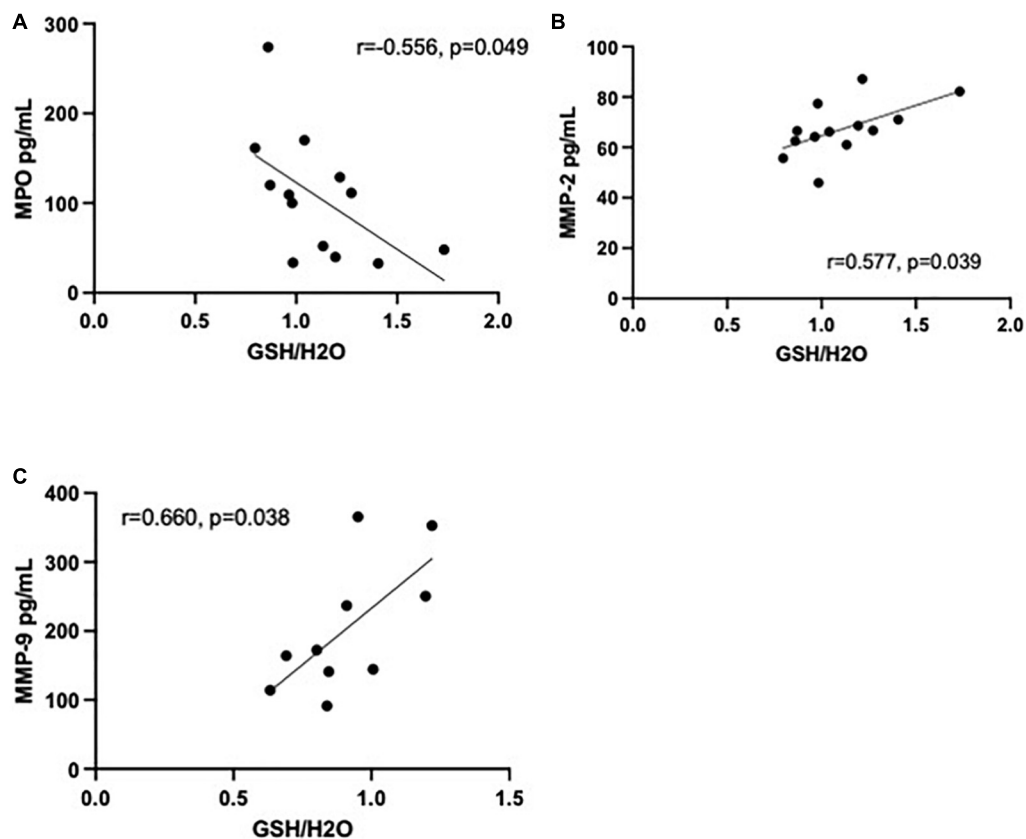 A
r=-0.556, p=0.049
MPO pg/mL
300
200
100
0
0.0 0.5 1.0 1.5 2.0
GSH/H2O
B
MMP-2 pg/mL
100
80
60
40
20
0
r=0.577, p=0.039
0.0 0.5 1.0 1.5 2.0
GSH/H2O
C
r=0.660, p=0.038
MMP-9 pg/mL
400
300
200
100
0
0.0 0.5 1.0 1.5
GSH/H2O